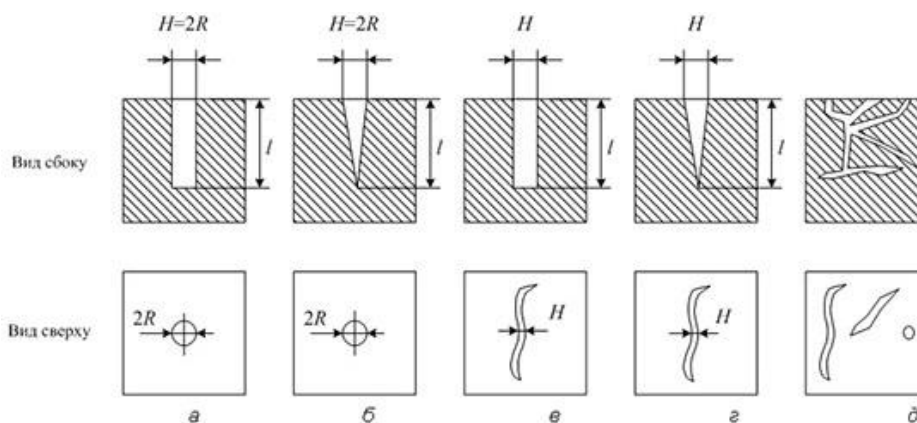 H=2R H=2R H H
l l l l
Вид сбоку
Вид сверху 2R 2R H H
а б в г д